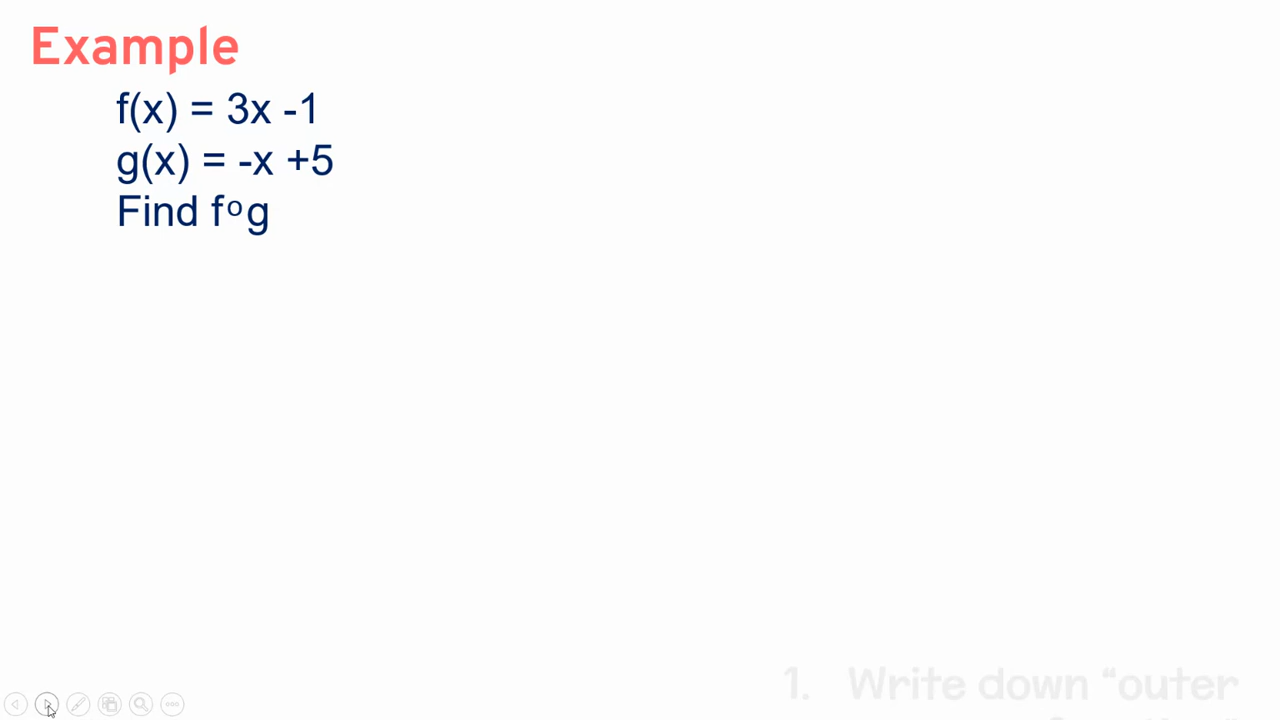 Example
f(x) = 3x -1
g(x) = -x +5
Find f∘g
1. Write down “outer